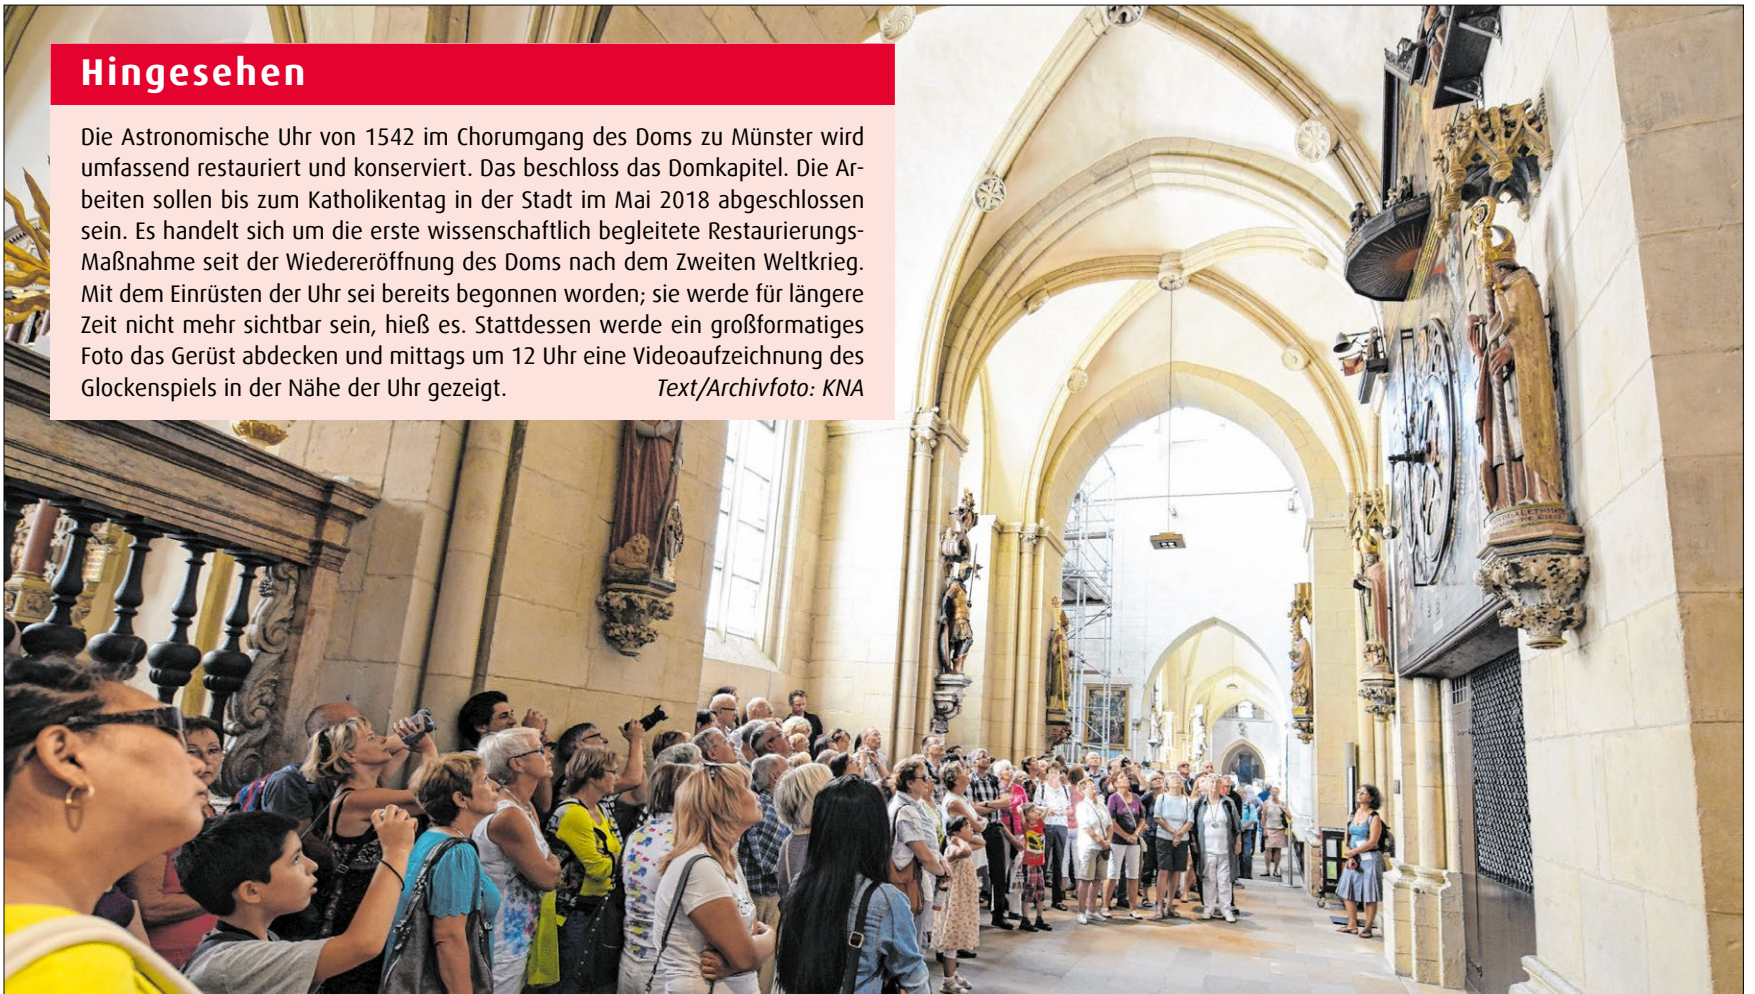 Hingesehen
Die Astronomische Uhr von 1542 im Chorumgang des Doms zu Münster wird
umfassend restauriert und konserviert. Das beschloss das Domkapitel. Die Ar-
beiten sollen bis zum Katholikentag in der Stadt im Mai 2018 abgeschlossen
sein. Es handelt sich um die erste wissenschaftlich begleitete Restaurierungs-
Maßnahme seit der Wiedereröffnung des Doms nach dem Zweiten Weltkrieg.
Mit dem Einrüsten der Uhr sei bereits begonnen worden; sie werde für längere
Zeit nicht mehr sichtbar sein, hieß es. Stattdessen werde ein großformatiges
Foto das Gerüst abdecken und mittags um 12 Uhr eine Videoaufzeichnung des
Glockenspiels in der Nähe der Uhr gezeigt. Text/Archivfoto: KNA